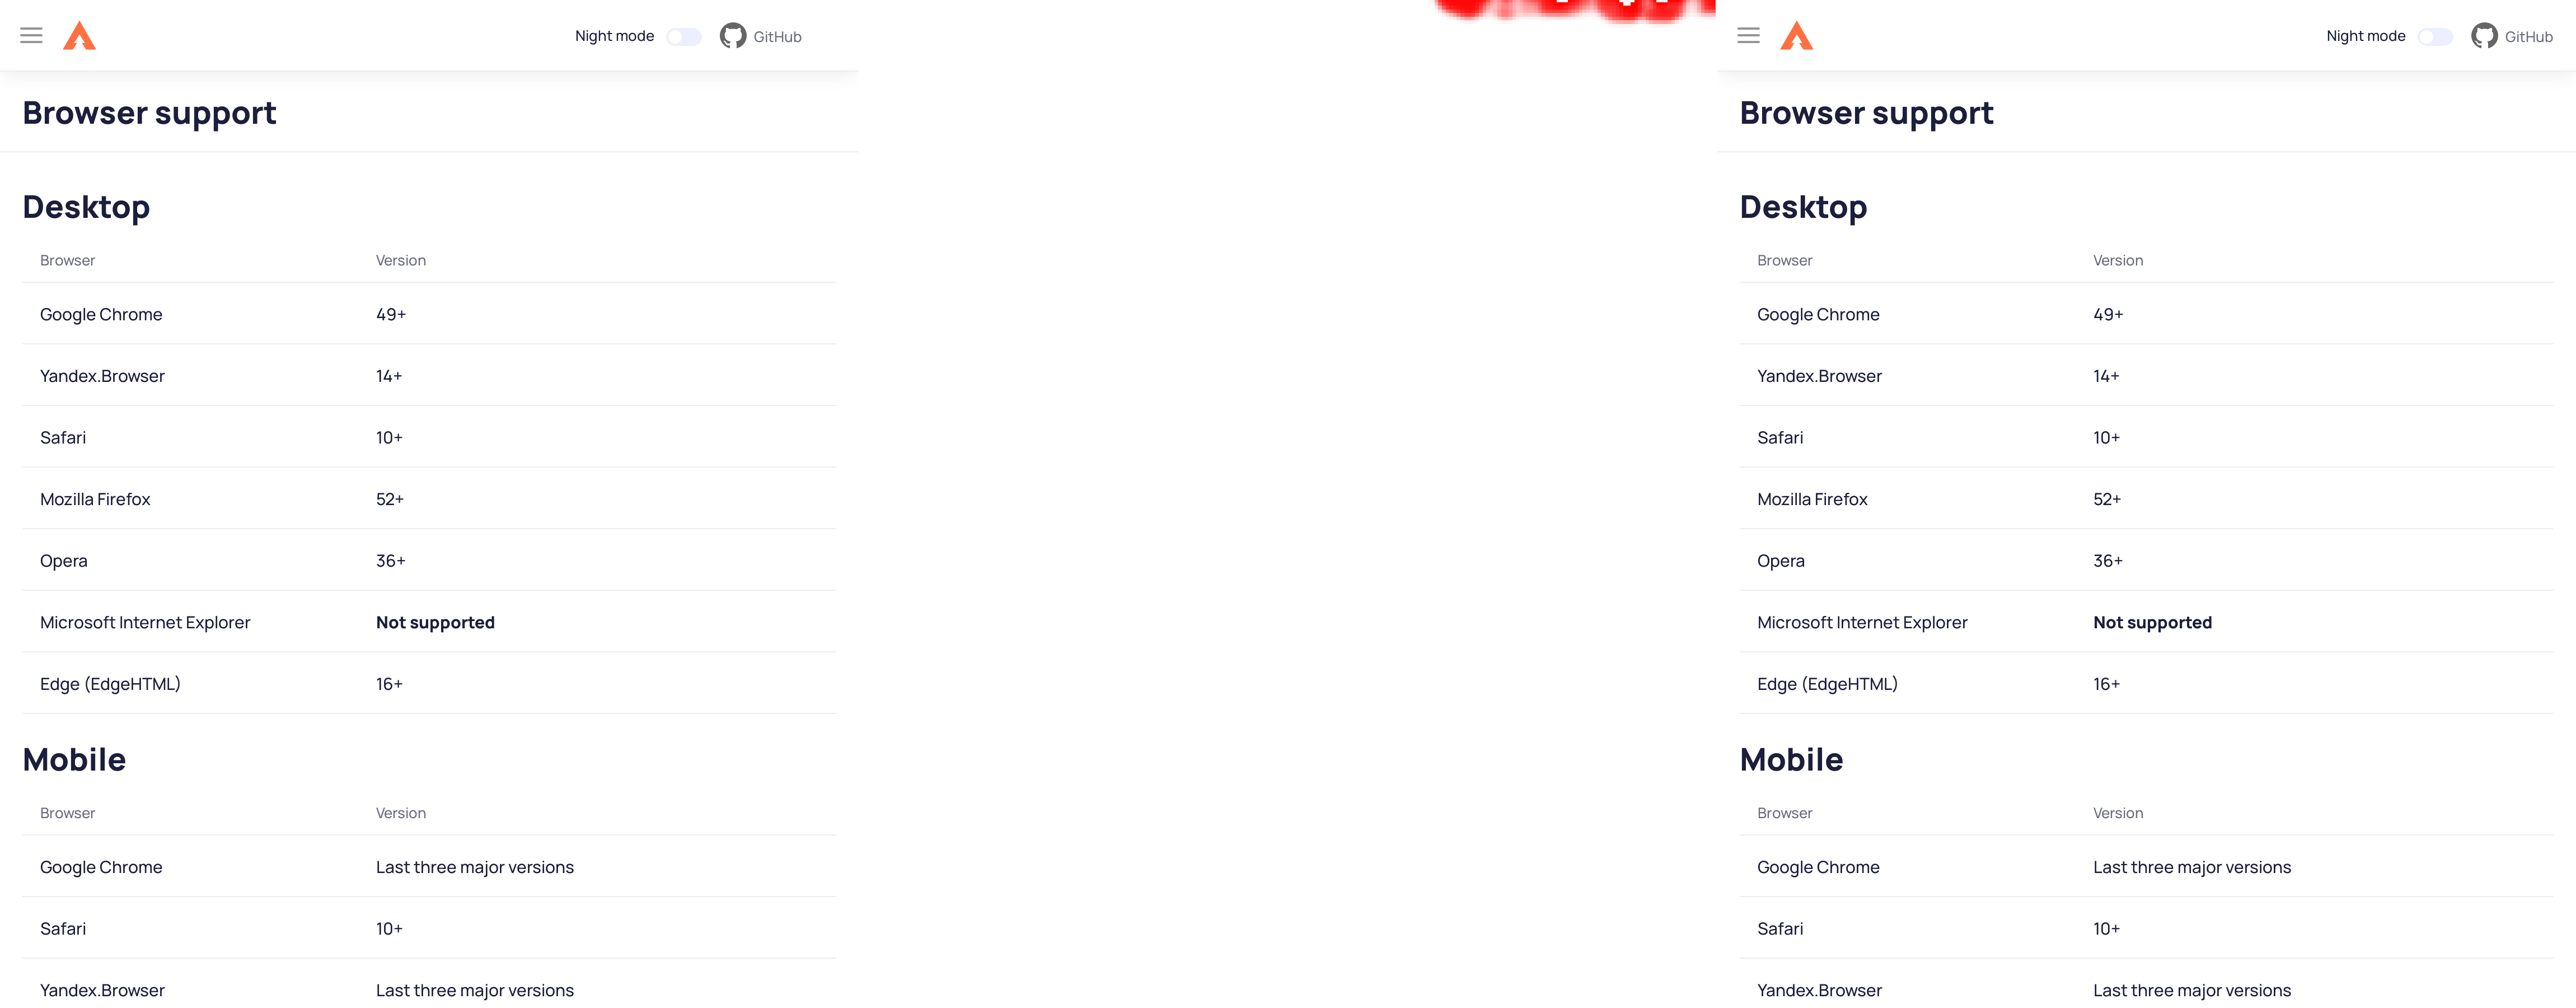 Night mode GitHub
Browser support
Desktop
Browser Version
Google Chrome 49+
Yandex.Browser 14+
Safari 10+
Mozilla Firefox 52+
Opera 36+
Microsoft Internet Explorer Not supported
Edge (EdgeHTML) 16+
Mobile
Browser Version
Google Chrome Last three major versions
Safari 10+
Yandex.Browser Last three major versions
Night mode GitHub
Browser support
Desktop
Browser Version
Google Chrome 49+
Yandex.Browser 14+
Safari 10+
Mozilla Firefox 52+
Opera 36+
Microsoft Internet Explorer Not supported
Edge (EdgeHTML) 16+
Mobile
Browser Version
Google Chrome Last three major versions
Safari 10+
Yandex.Browser Last three major versions